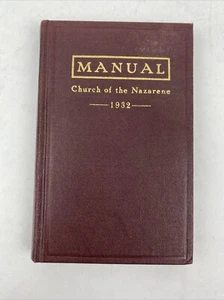 MANUAL
Church of the Nazarene
1932